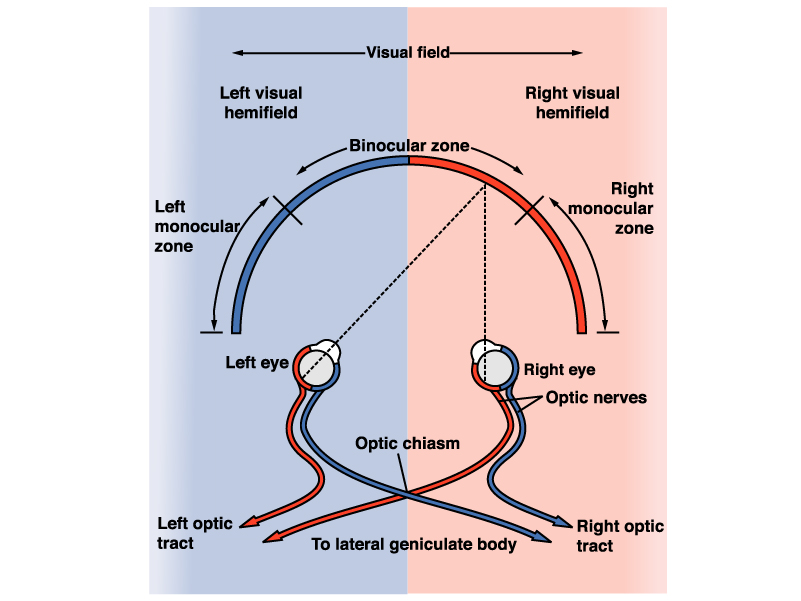 Visual field
Left visual
hemifield
Right visual
hemifield
Binocular zone
Left
monocular
zone
Right
monocular
zone
Left eye
Right eye
Optic nerves
Optic chiasm
Left optic
tract
To lateral geniculate body
Right optic
tract